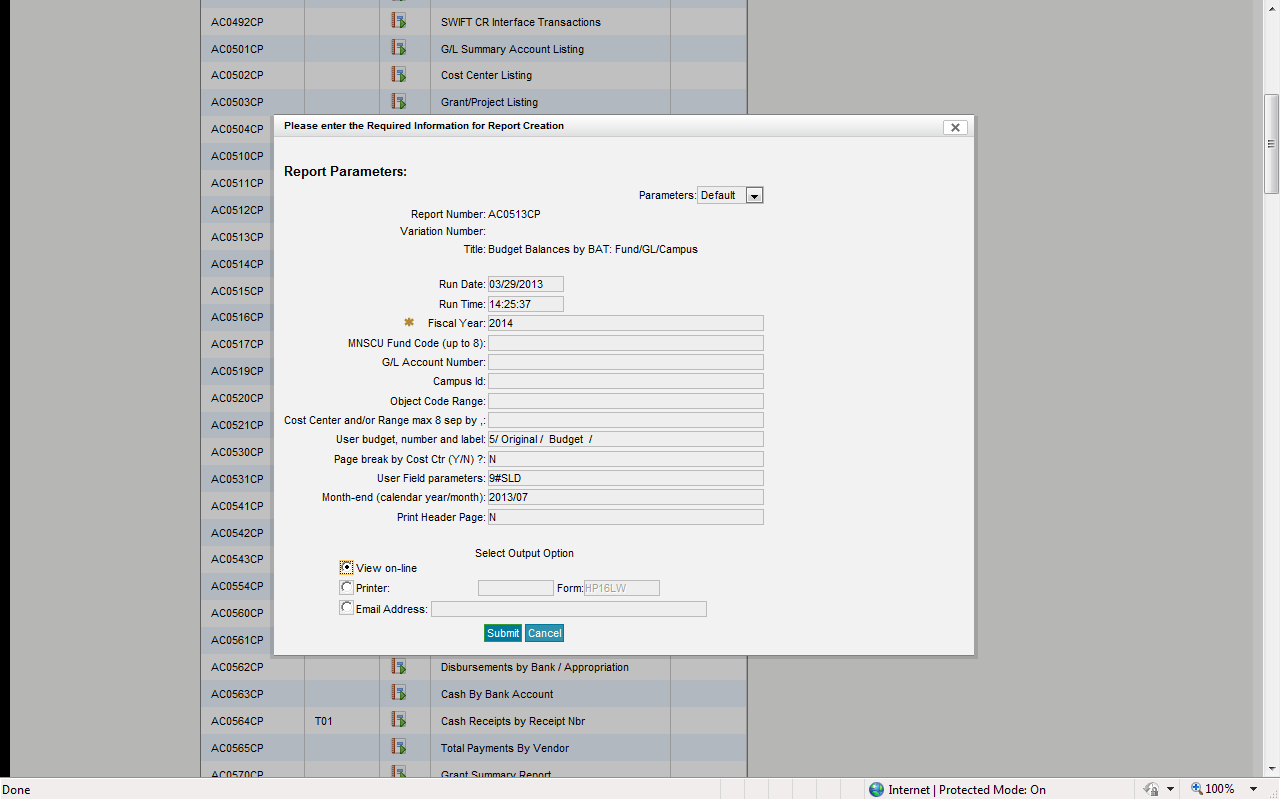 AC0492CP SWIFT CR Interface Transactions
AC0501CP G/L Summary Account Listing
AC0502CP Cost Center Listing
AC0503CP Grant/Project Listing
AC0504CP
AC0510CP
AC0511CP
AC0512CP
AC0513CP
AC0514CP
AC0515CP
AC0516CP
AC0517CP
AC0519CP
AC0520CP
AC0521CP
AC0530CP
AC0531CP
AC0541CP
AC0542CP
AC0543CP
AC0554CP
AC0560CP
AC0561CP
Please enter the Required Information for Report Creation
Report Parameters:
Parameters: Default
Report Number: AC0513CP
Variation Number:
Title: Budget Balances by BAT: Fund/GL/Campus
Run Date: 03/29/2013
Run Time: 14:25:37
Fiscal Year: 2014
MNSCU Fund Code (up to 8):
G/L Account Number:
Campus Id:
Object Code Range:
Cost Center and/or Range max 8 sep by ,:
User budget, number and label: 5/ Original /  Budget  /
Page break by Cost Ctr (Y/N) ?: N
User Field parameters: 9#SLD
Month-end (calendar year/month): 2013/07
Print Header Page: N
Select Output Option
View on-line
Printer: Form: HP16LW
Email Address:
Submit Cancel
AC0562CP Disbursements by Bank / Appropriation
AC0563CP Cash By Bank Account
AC0564CP T01 Cash Receipts by Receipt Nbr
AC0565CP Total Payments By Vendor
AC0570CP Grant Summary Report
Done Internet | Protected Mode: On 100%